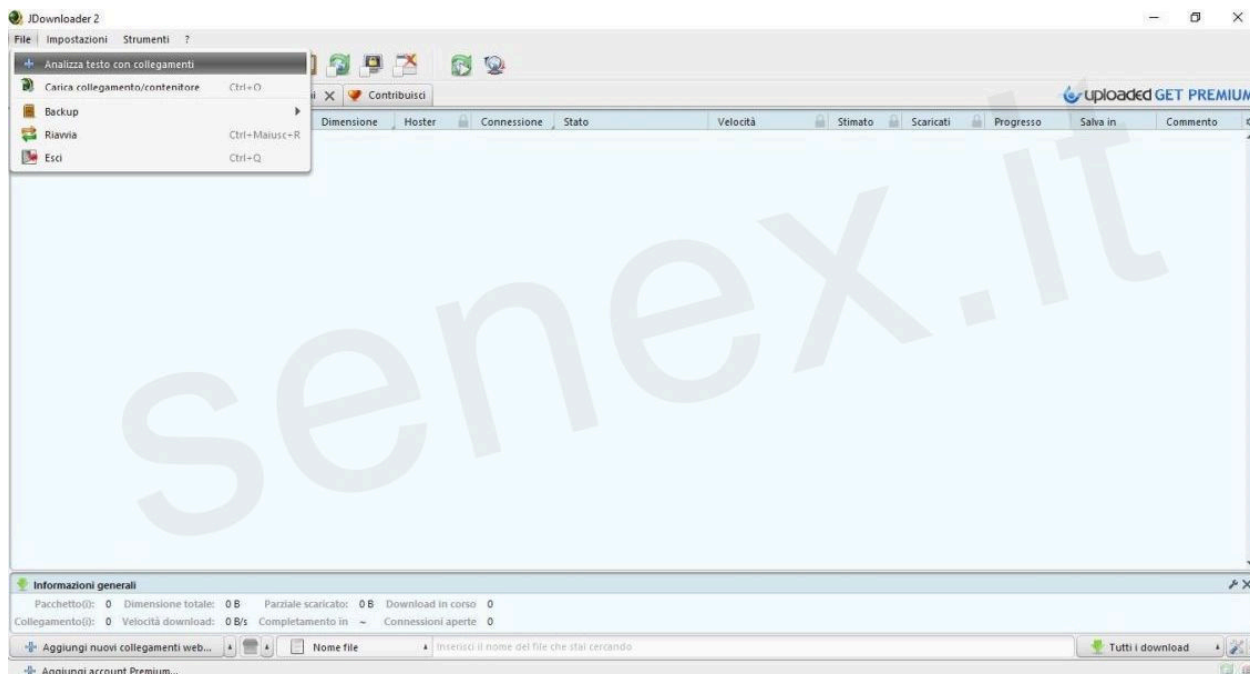 JDownloader 2
File Impostazioni Strumenti ?
Analizza testo con collegamenti
Carica collegamento/contenitore Ctrl+O
Contribuisci
uploaded GET PREMIUM
Backup
Dimensione Hoster Connessione Stato Velocità Stimato Scaricati Progresso Salva in Commento
Riavvia Ctrl+Maiusc+R
Esci Ctrl+Q
senex.it
Informazioni generali
Pacchetto(i): 0 Dimensione totale: 0 B Parziale scaricato: 0 B Download in corso 0
Collegamento(i): 0 Velocità download: 0 B/s Completamento in ~ Connessioni aperte 0
Aggiungi nuovi collegamenti web... Nome file Inserisci il nome del file che stai cercando Tutti i download
Aggiungi account Premium...